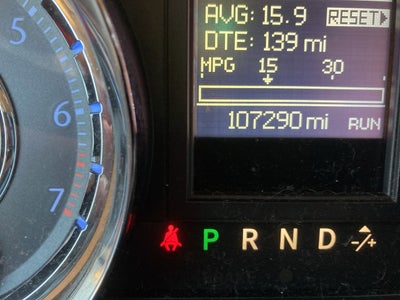 AVG: 15.9 RESET
DTE: 139 mi
MPG 15 30
107290 mi RUN
5
6
7
P R N D -/+